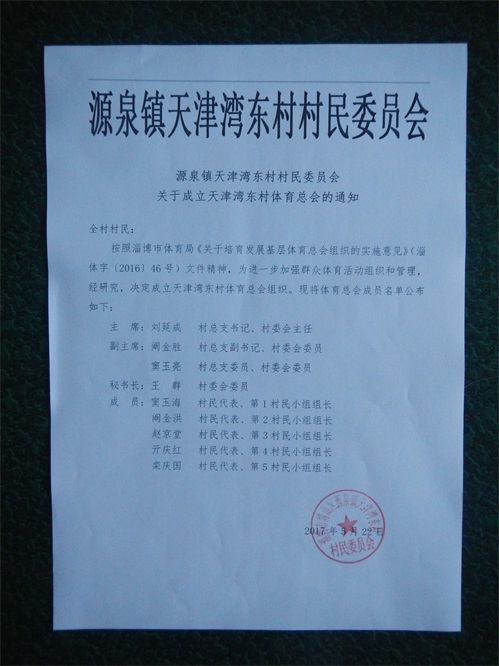 源泉镇天津湾东村村民委员会
源泉镇天津湾东村村民委员会
关于成立天津湾东村体育总会的通知
全村村民：
按照淄博市体育局《关于培育发展基层体育总会组织的实施意见》（淄
体字〔2016〕46号）文件精神，为进一步加强群众体育活动组织和管理，
经研究，决定成立天津湾东村体育总会组织。现将体育总会成员名单公布
如下：
主　席：刘延成　村总支书记、村委会主任
副主席：阚金胜　村总支副书记、村委会委员
窦玉亮　村总支委员、村委会委员
秘书长：王　群　村委会委员
成　员：窦玉海　村民代表、第1村民小组组长
阚金洪　村民代表、第2村民小组组长
赵京堂　村民代表、第3村民小组组长
亓庆红　村民代表、第4村民小组组长
栾庆国　村民代表、第5村民小组组长
2017年5月22日
村民委员会